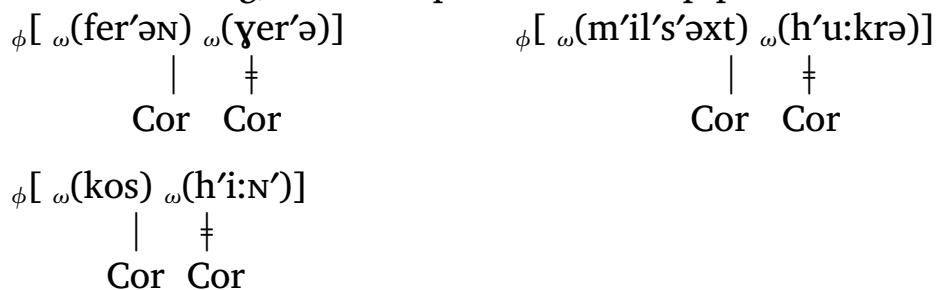 ϕ[ ω(fer′əɴ) ω(ɣer′ə)] ϕ[ ω(m′il′s′əxt) ω(h′u:krə)]
Cor Cor Cor Cor
ϕ[ ω(kos) ω(h′i:ɴ′)]
Cor Cor